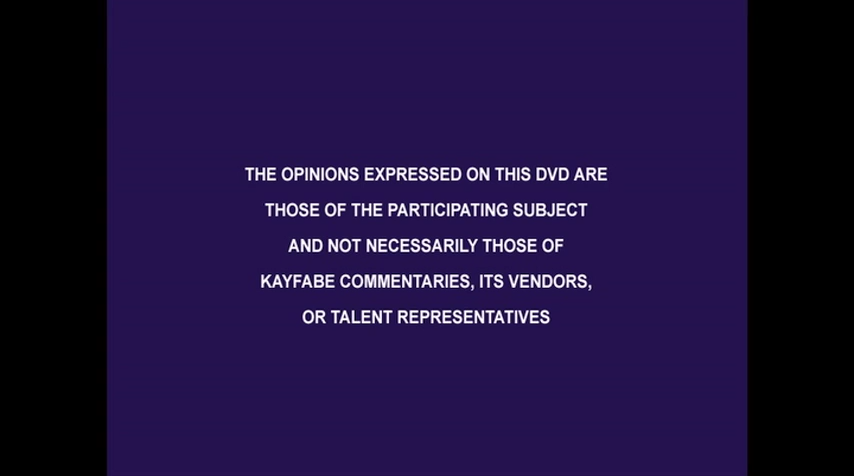 THE OPINIONS EXPRESSED ON THIS DVD ARE
THOSE OF THE PARTICIPATING SUBJECT
AND NOT NECESSARILY THOSE OF
KAYFABE COMMENTARIES, ITS VENDORS,
OR TALENT REPRESENTATIVES